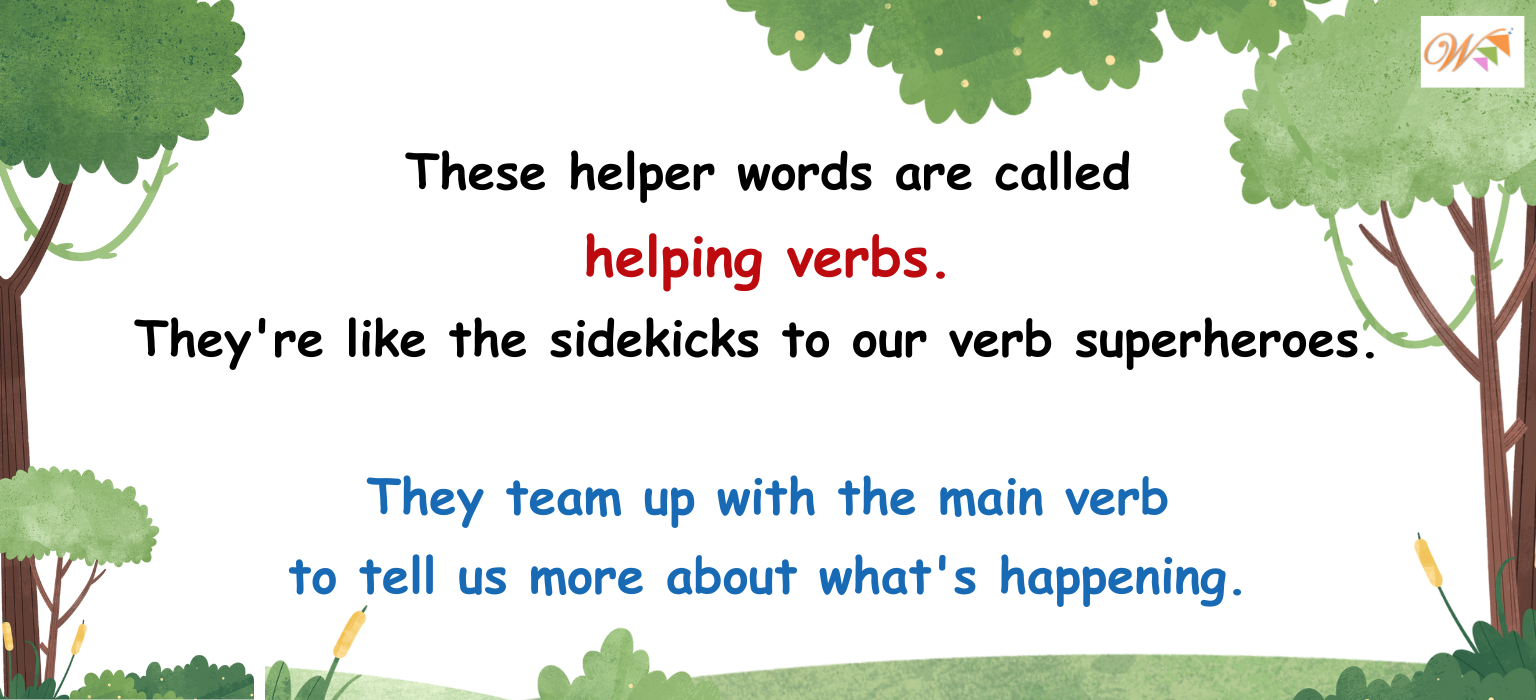 These helper words are called
helping verbs.
They're like the sidekicks to our verb superheroes.
They team up with the main verb
to tell us more about what's happening.